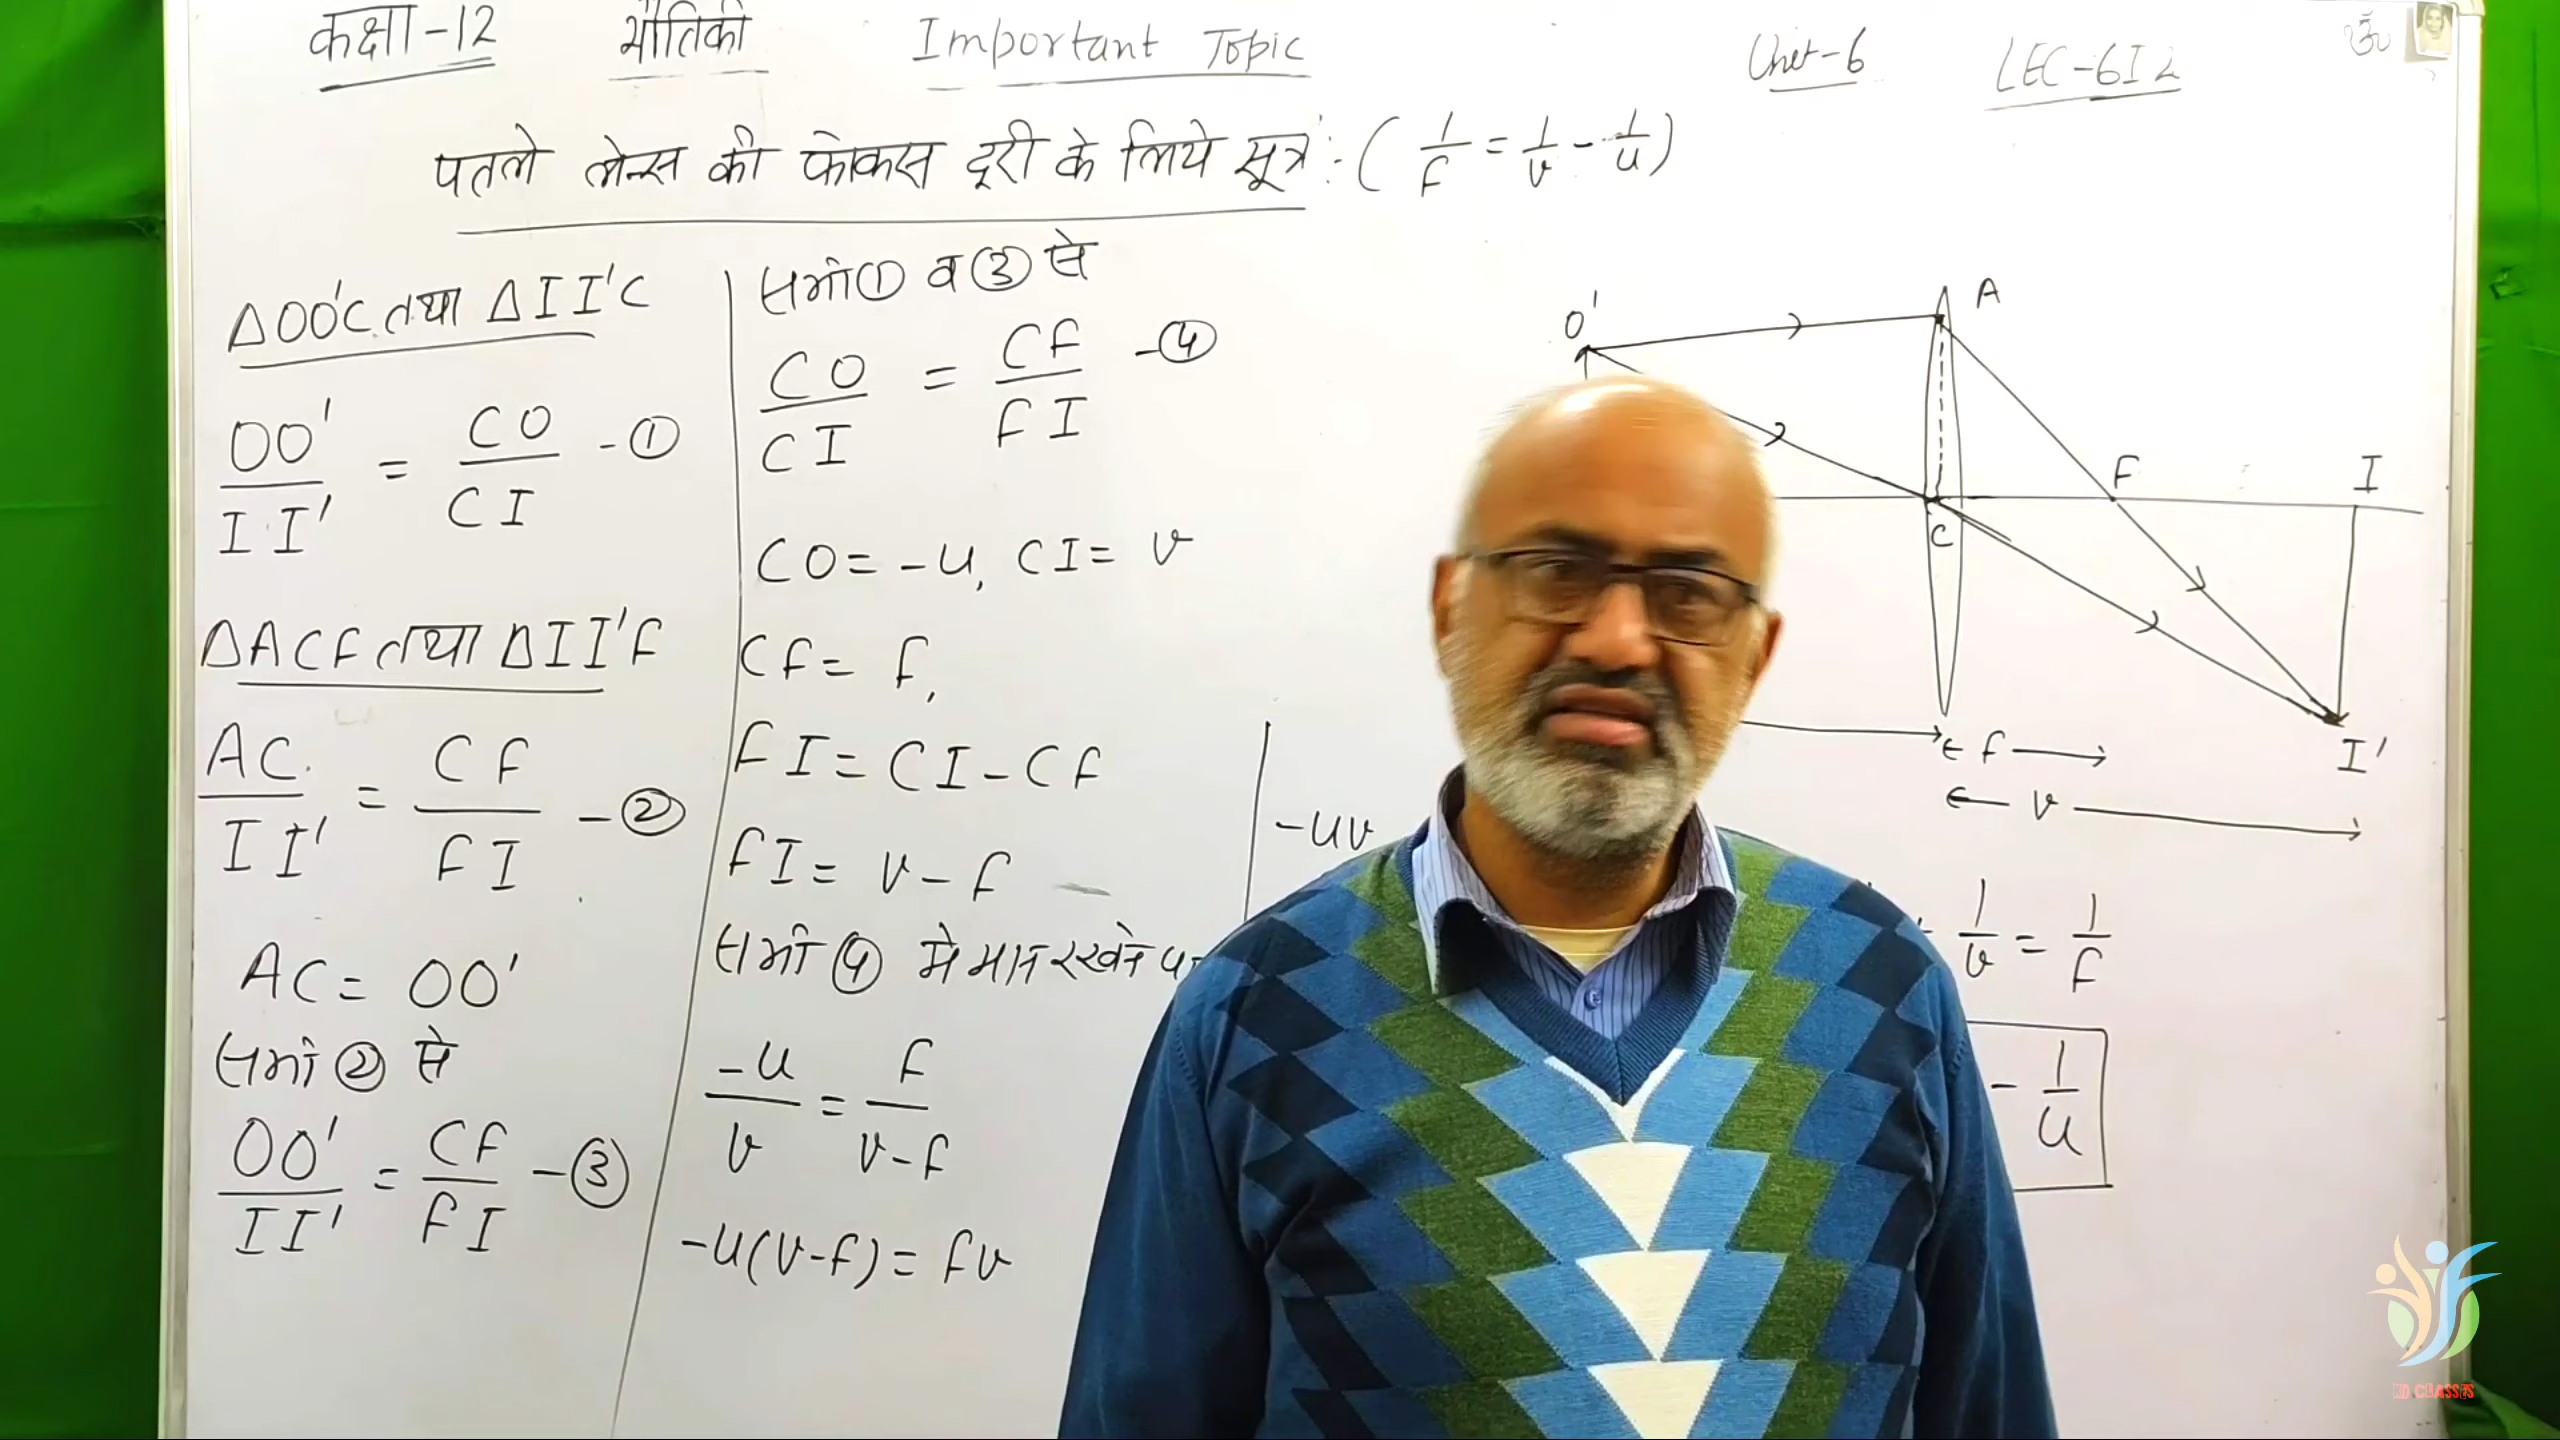 कक्षा-12 भौतिकी Important Topic Unit-6 LEC-6I2
ॐ
पतले लेन्स की फोकस दूरी के लिये सूत्र:- ( 1/f = 1/v - 1/u )
ΔOO'C तथा ΔII'C
OO'/II' = CO/CI -①
ΔACF तथा ΔII'F
AC/II' = CF/FI -②
AC = OO'
समी ② से
OO'/II' = CF/FI -③
समी ① व ③ से
CO/CI = CF/FI -④
CO = -u, CI = v
CF = f,
FI = CI - CF
FI = v - f
समी ④ मे मान रखने
-u/v = f/v-f
-u(v-f) = fv
O'
A
F
I
C
I'
f
v
-uv
1/v = 1/f
- 1/u
KD CLASSES